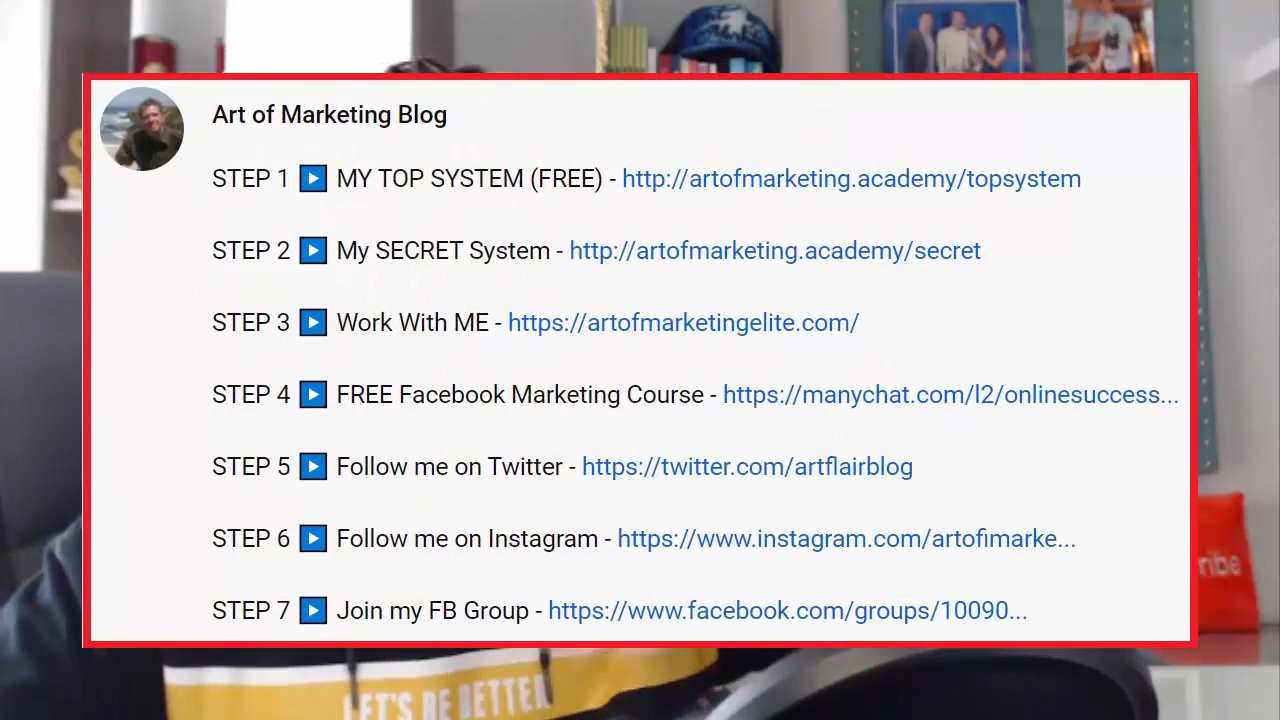 Art of Marketing Blog
STEP 1 ▶ MY TOP SYSTEM (FREE) - http://artofmarketing.academy/topsystem
STEP 2 ▶ My SECRET System - http://artofmarketing.academy/secret
STEP 3 ▶ Work With ME - https://artofmarketingelite.com/
STEP 4 ▶ FREE Facebook Marketing Course - https://manychat.com/l2/onlinesuccess...
STEP 5 ▶ Follow me on Twitter - https://twitter.com/artflairblog
STEP 6 ▶ Follow me on Instagram - https://www.instagram.com/artofimarke...
STEP 7 ▶ Join my FB Group - https://www.facebook.com/groups/10090...
LET'S BE BETTER